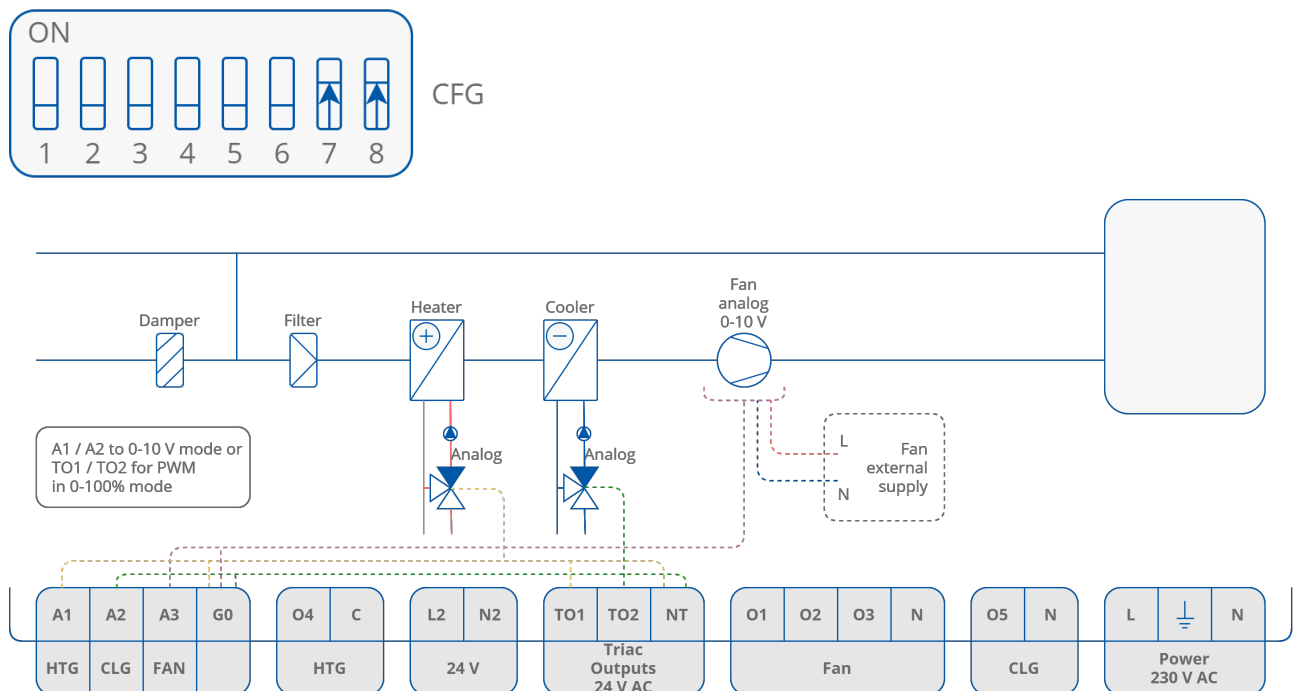 ON
CFG
1 2 3 4 5 6 7 8
Fan
analog
0-10 V
Damper
Filter
Heater
Cooler
A1 / A2 to 0-10 V mode or
TO1 / TO2 for PWM
in 0-100% mode
Analog
Analog
L
N
Fan
external
supply
A1 A2 A3 G0
HTG CLG FAN
O4 C
HTG
L2 N2
24 V
TO1 TO2 NT
Triac
Outputs
24 V AC
O1 O2 O3 N
Fan
O5 N
CLG
L N
Power
230 V AC